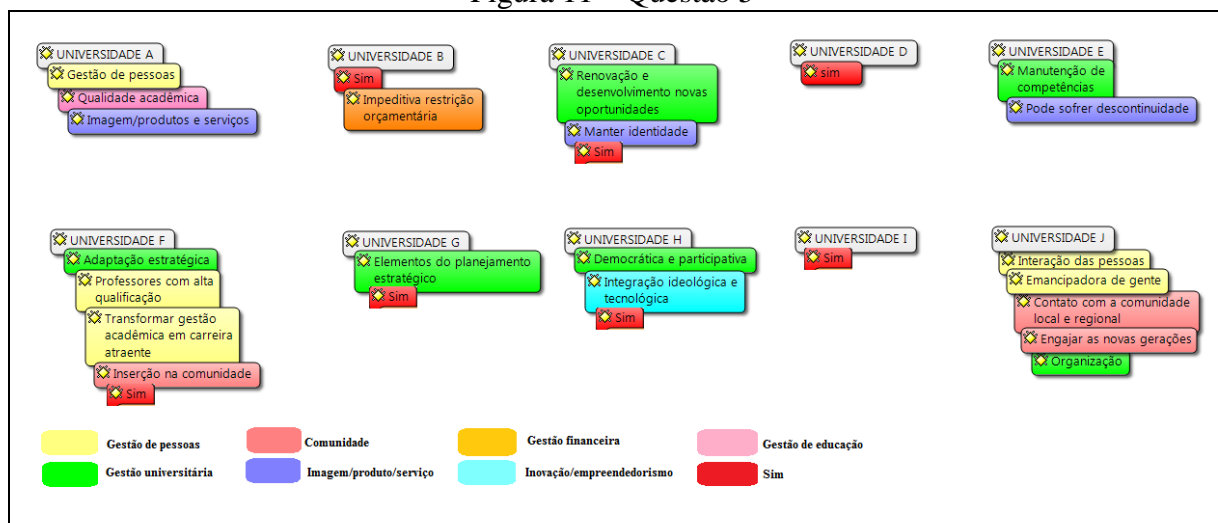 UNIVERSIDADE A
Gestão de pessoas
Qualidade acadêmica
Imagem/produtos e serviços
UNIVERSIDADE B
Sim
Impeditiva restrição
orçamentária
UNIVERSIDADE C
Renovação e
desenvolvimento novas
oportunidades
Manter identidade
Sim
UNIVERSIDADE D
sim
UNIVERSIDADE E
Manutenção de
competências
Pode sofrer descontinuidade
UNIVERSIDADE F
Adaptação estratégica
Professores com alta
qualificação
Transformar gestão
acadêmica em carreira
atraente
Inserção na comunidade
Sim
UNIVERSIDADE G
Elementos do planejamento
estratégico
Sim
UNIVERSIDADE H
Democrática e participativa
Integração ideológica e
tecnológica
Sim
UNIVERSIDADE I
Sim
UNIVERSIDADE J
Interação das pessoas
Emancipadora de gente
Contato com a comunidade
local e regional
Engajar as novas gerações
Organização
Gestão de pessoas
Comunidade
Gestão financeira
Gestão de educação
Gestão universitária
Imagem/produto/serviço
Inovação/empreendedorismo
Sim